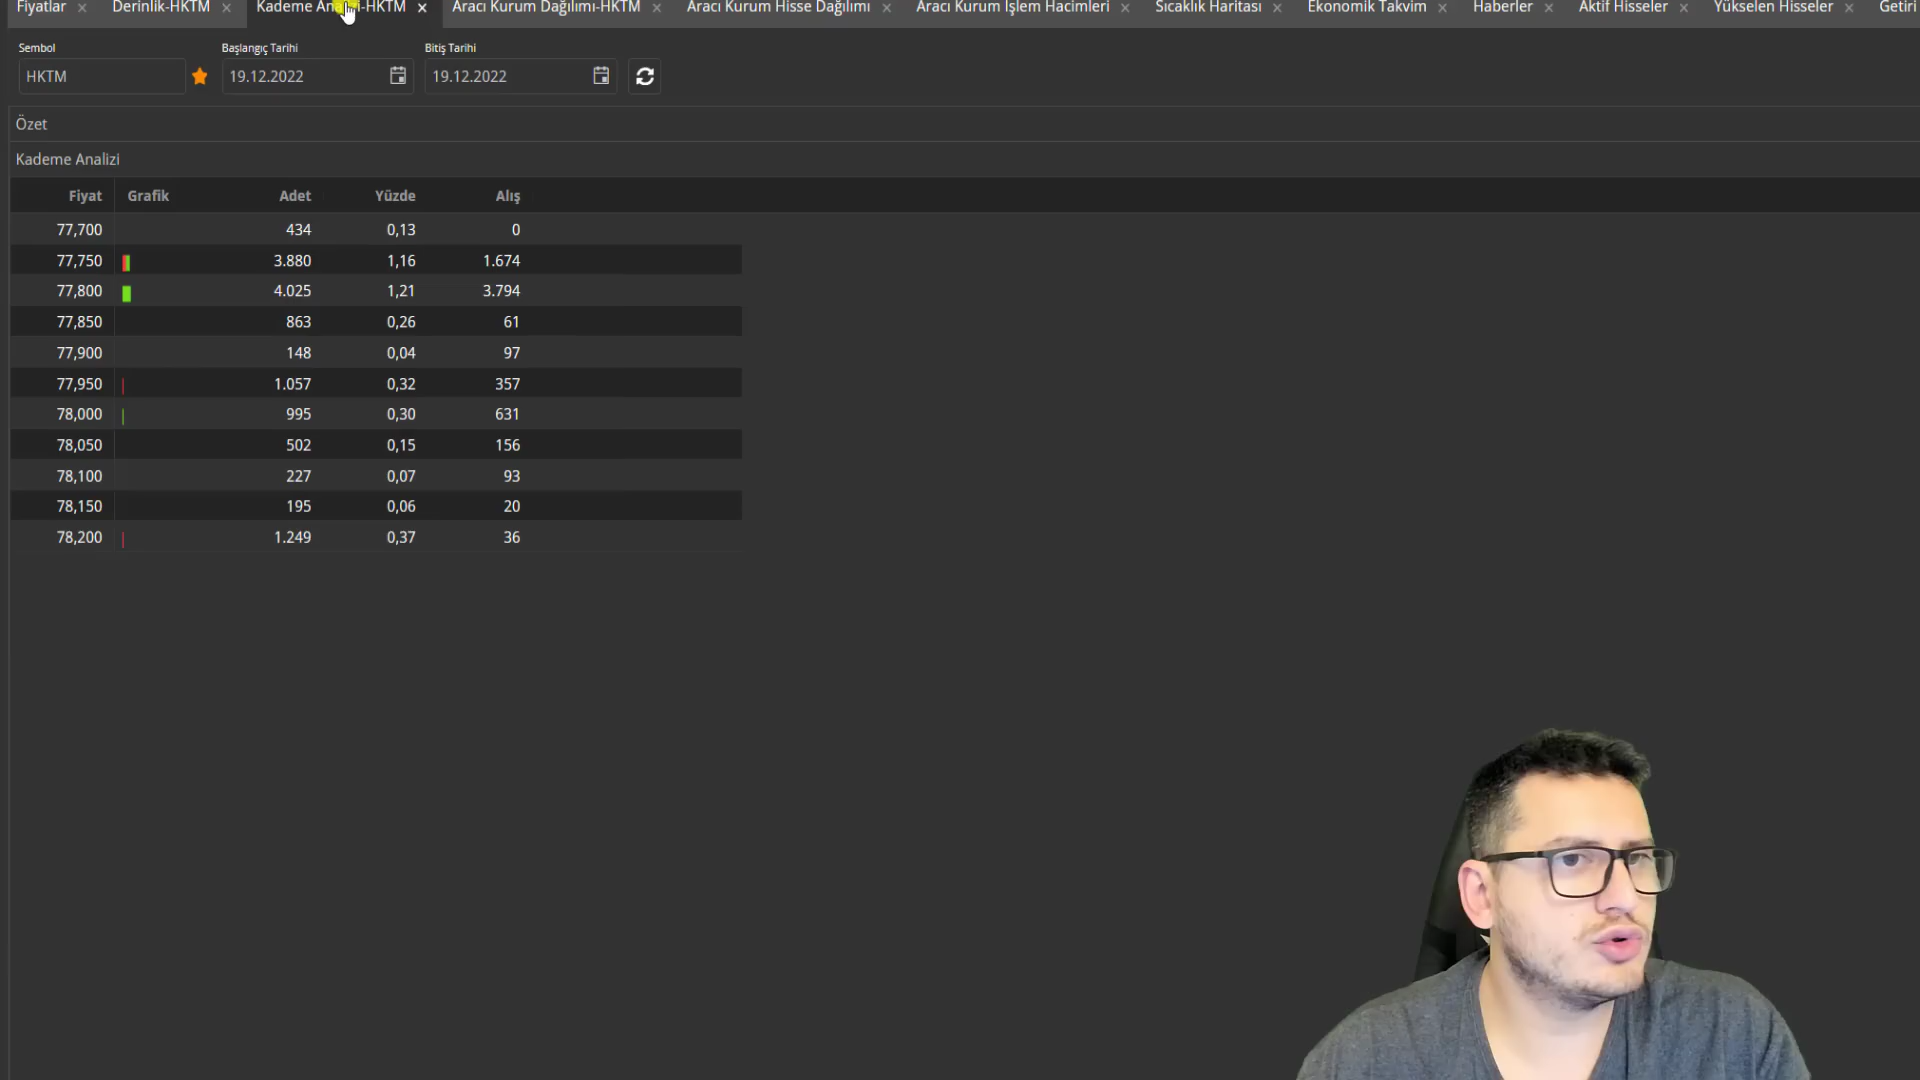 Fiyatlar Derinlik-HKTM Kademe Analizi-HKTM Aracı Kurum Dağılımı-HKTM Aracı Kurum Hisse Dağılımı Aracı Kurum İşlem Hacimleri Sıcaklık Haritası Ekonomik Takvim Haberler Aktif Hisseler Yükselen Hisseler Getiri
Sembol Başlangıç Tarihi Bitiş Tarihi
HKTM 19.12.2022 19.12.2022
Özet
Kademe Analizi
Fiyat Grafik Adet Yüzde Alış
77,700 434 0,13 0
77,750 3.880 1,16 1.674
77,800 4.025 1,21 3.794
77,850 863 0,26 61
77,900 148 0,04 97
77,950 1.057 0,32 357
78,000 995 0,30 631
78,050 502 0,15 156
78,100 227 0,07 93
78,150 195 0,06 20
78,200 1.249 0,37 36